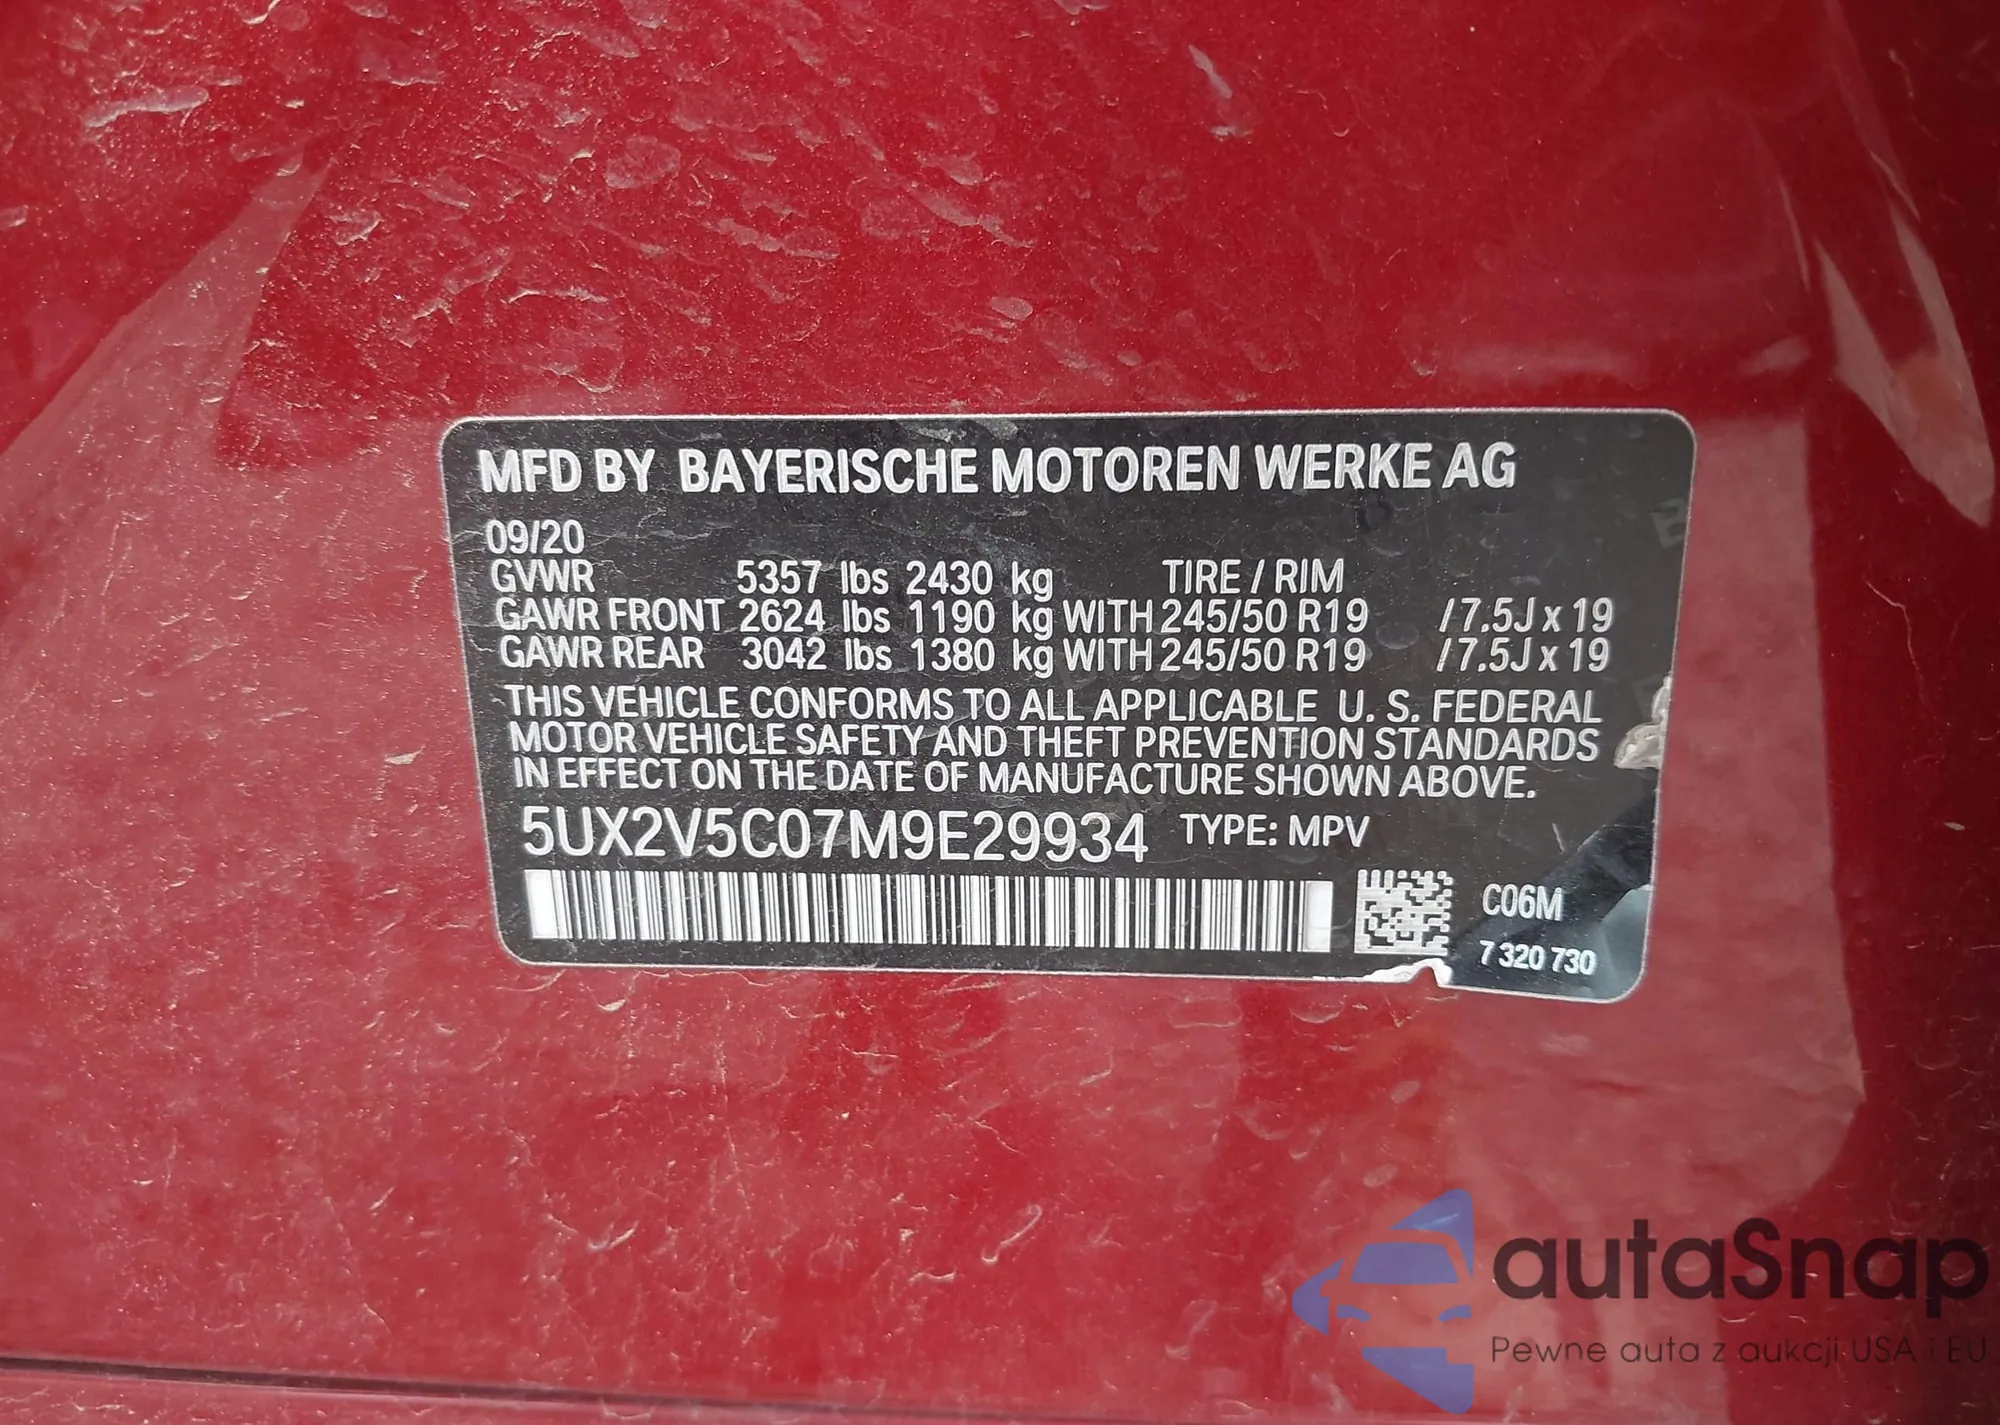 MFD BY BAYERISCHE MOTOREN WERKE AG
09/20
GVWR 5357 lbs 2430 kg TIRE / RIM
GAWR FRONT 2624 lbs 1190 kg WITH 245/50 R19 /7.5J x 19
GAWR REAR 3042 lbs 1380 kg WITH 245/50 R19 /7.5J x 19
THIS VEHICLE CONFORMS TO ALL APPLICABLE U. S. FEDERAL
MOTOR VEHICLE SAFETY AND THEFT PREVENTION STANDARDS
IN EFFECT ON THE DATE OF MANUFACTURE SHOWN ABOVE.
5UX2V5C07M9E29934 TYPE: MPV
C06M
7 320 730
autaSnap
Pewne auta z aukcji USA i EU